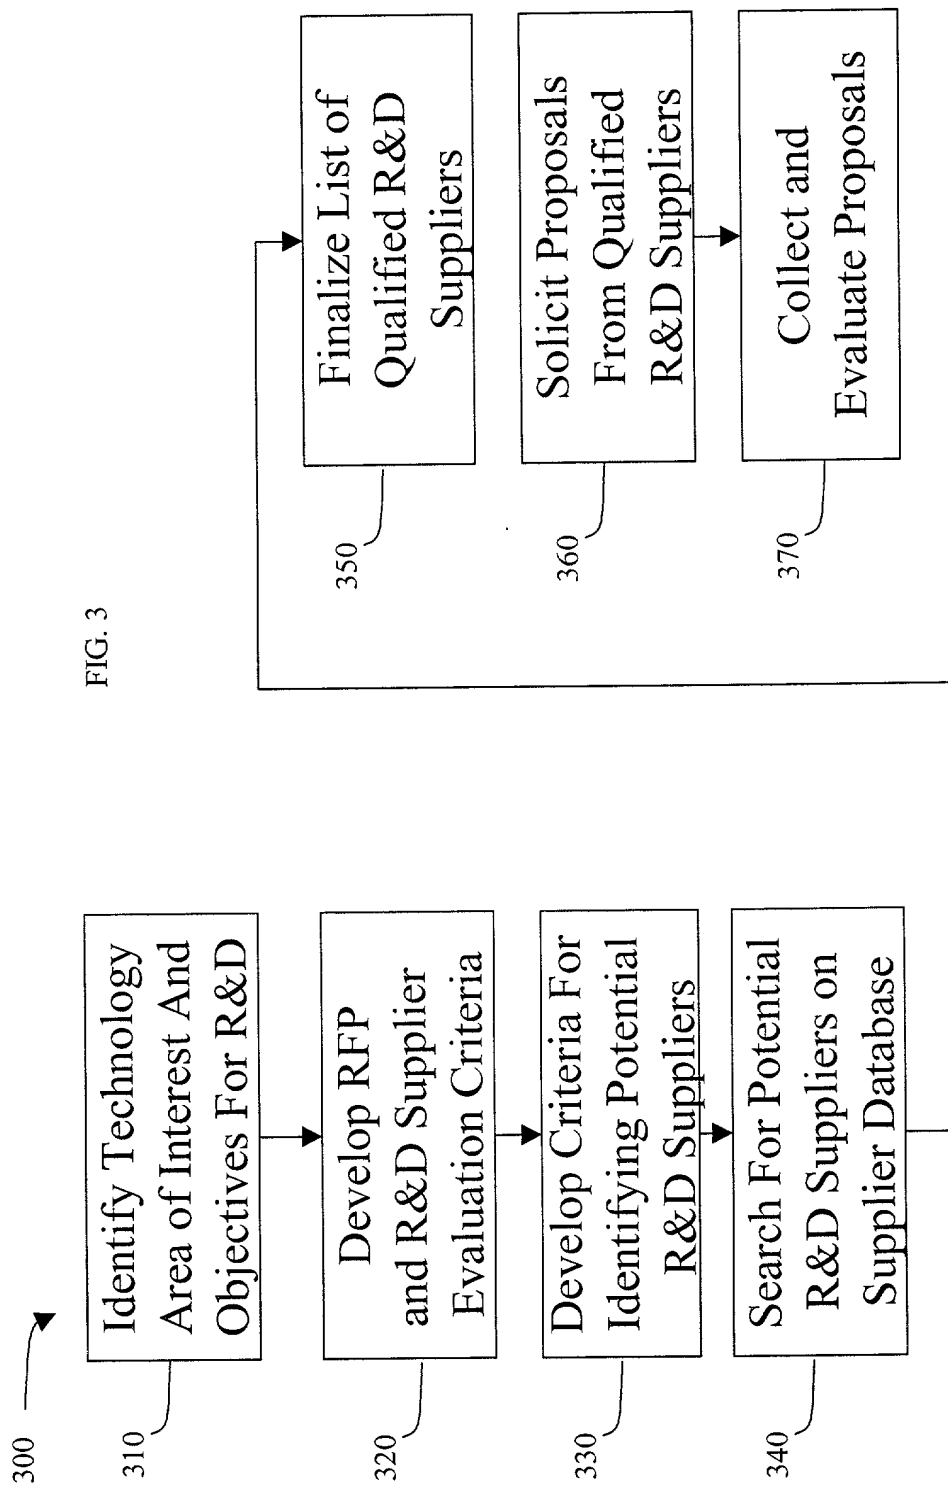 FIG. 3
300
310
Identify Technology
Area of Interest And
Objectives For R&D
320
Develop RFP
and R&D Supplier
Evaluation Criteria
330
Develop Criteria For
Identifying Potential
R&D Suppliers
340
Search For Potential
R&D Suppliers on
Supplier Database
350
Finalize List of
Qualified R&D
Suppliers
360
Solicit Proposals
From Qualified
R&D Suppliers
370
Collect and
Evaluate Proposals